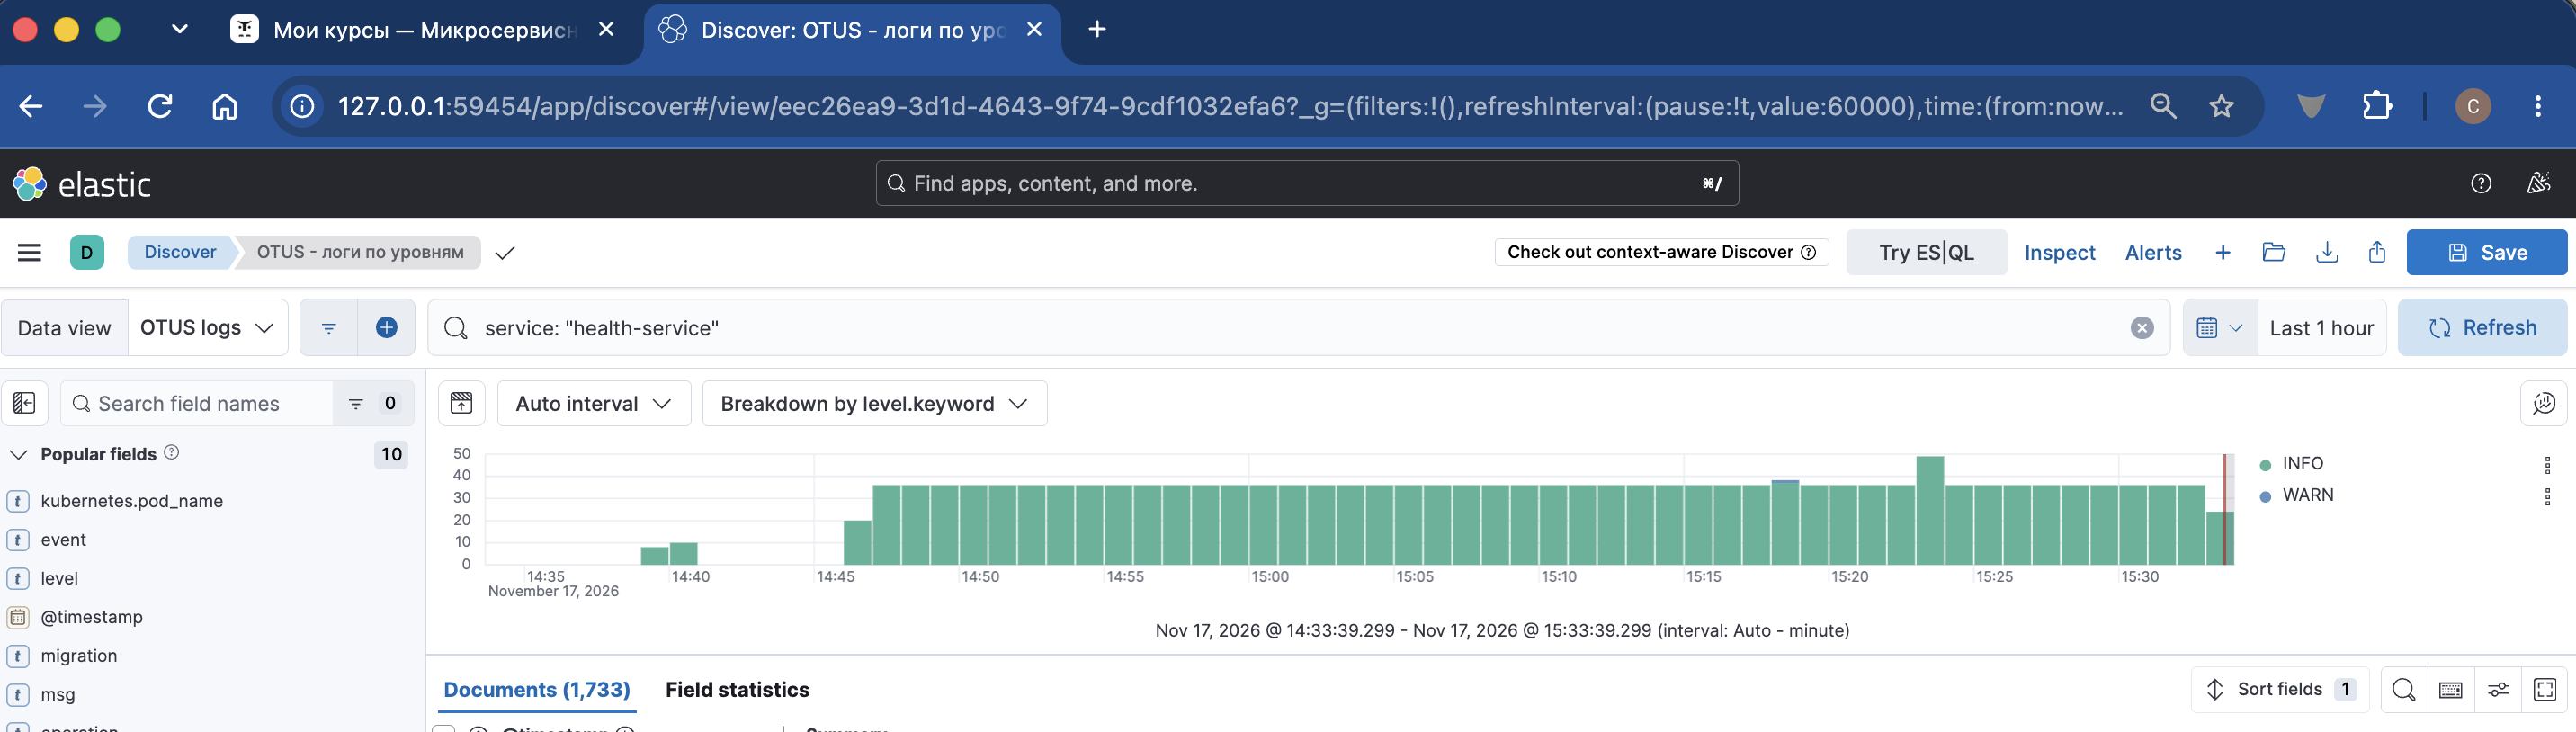 Мои курсы — Микросервисн
Discover: OTUS - логи по уро
127.0.0.1:59454/app/discover#/view/eec26ea9-3d1d-4643-9f74-9cdf1032efa6?_g=(filters:!(),refreshInterval:(pause:!t,value:60000),time:(from:now...
C
elastic
Find apps, content, and more.
⌘/
D
Discover
OTUS - логи по уровням
Check out context-aware Discover
Try ES|QL
Inspect
Alerts
Save
Data view
OTUS logs
service: "health-service"
Last 1 hour
Refresh
Search field names
0
Auto interval
Breakdown by level.keyword
Popular fields
10
kubernetes.pod_name
event
level
@timestamp
migration
msg
operation
50
40
30
20
10
0
14:35
14:40
14:45
14:50
14:55
15:00
15:05
15:10
15:15
15:20
15:25
15:30
November 17, 2026
INFO
WARN
Nov 17, 2026 @ 14:33:39.299 - Nov 17, 2026 @ 15:33:39.299 (interval: Auto - minute)
Documents (1,733)
Field statistics
Sort fields
1
@timestamp
Summary